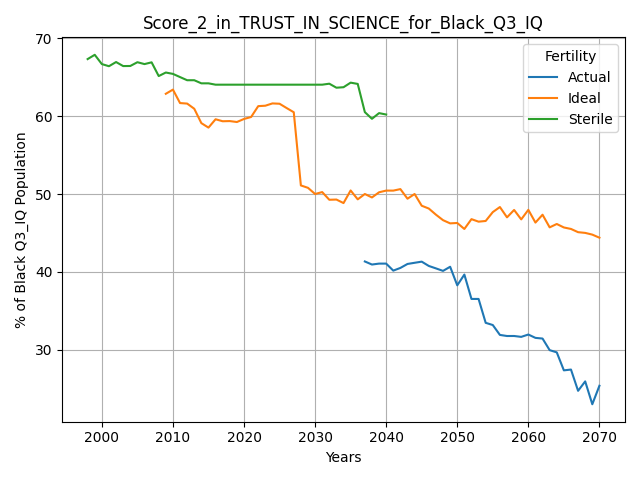 Score_2_in_TRUST_IN_SCIENCE_for_Black_Q3_IQ
% of Black Q3_IQ Population
70
60
50
40
30
Fertility
Actual
Ideal
Sterile
2000 2010 2020 2030 2040 2050 2060 2070
Years